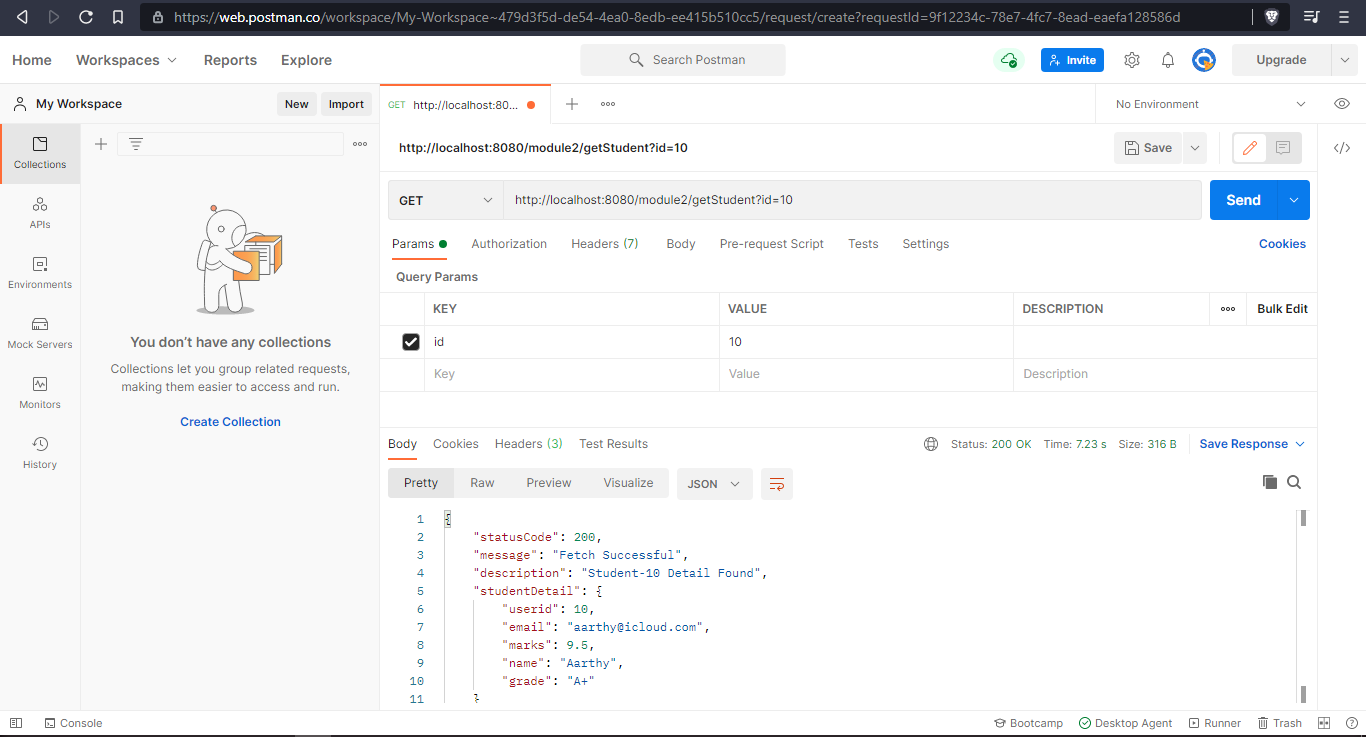 https://web.postman.co/workspace/My-Workspace~479d3f5d-de54-4ea0-8edb-ee415b510cc5/request/create?requestId=9f12234c-78e7-4fc7-8ead-eaefa128586d
Home Workspaces Reports Explore Search Postman Invite Upgrade
My Workspace New Import GET http://localhost:80... No Environment
Collections
APIs
Environments
Mock Servers
Monitors
History
You don't have any collections
Collections let you group related requests,
making them easier to access and run.
Create Collection
http://localhost:8080/module2/getStudent?id=10 Save
GET http://localhost:8080/module2/getStudent?id=10 Send
Params Authorization Headers (7) Body Pre-request Script Tests Settings Cookies
Query Params
KEY VALUE DESCRIPTION Bulk Edit
id 10
Key Value Description
Body Cookies Headers (3) Test Results Status: 200 OK Time: 7.23 s Size: 316 B Save Response
Pretty Raw Preview Visualize JSON
1 {
2 "statusCode": 200,
3 "message": "Fetch Successful",
4 "description": "Student-10 Detail Found",
5 "studentDetail": {
6 "userid": 10,
7 "email": "aarthy@icloud.com",
8 "marks": 9.5,
9 "name": "Aarthy",
10 "grade": "A+"
11 }
Console Bootcamp Desktop Agent Runner Trash